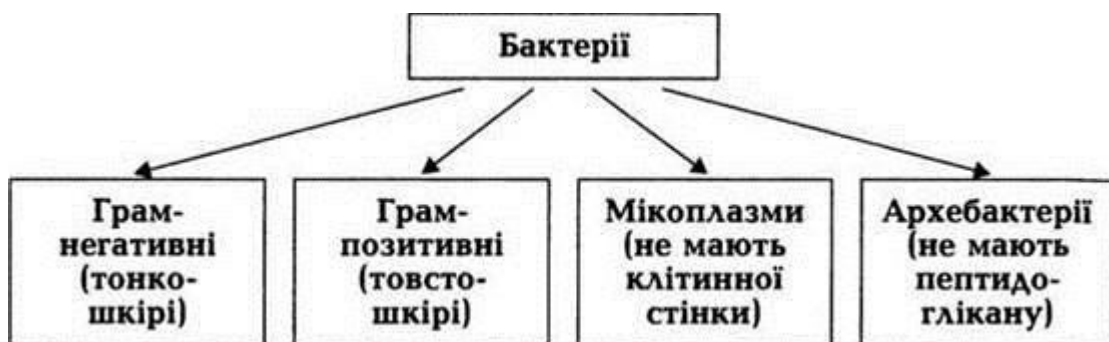 Бактерії
Грам-
негативні
(тонко-
шкірі)
Грам-
позитивні
(товсто-
шкірі)
Мікоплазми
(не мають
клітинної
стінки)
Архебактерії
(не мають
пептидо-
глікану)